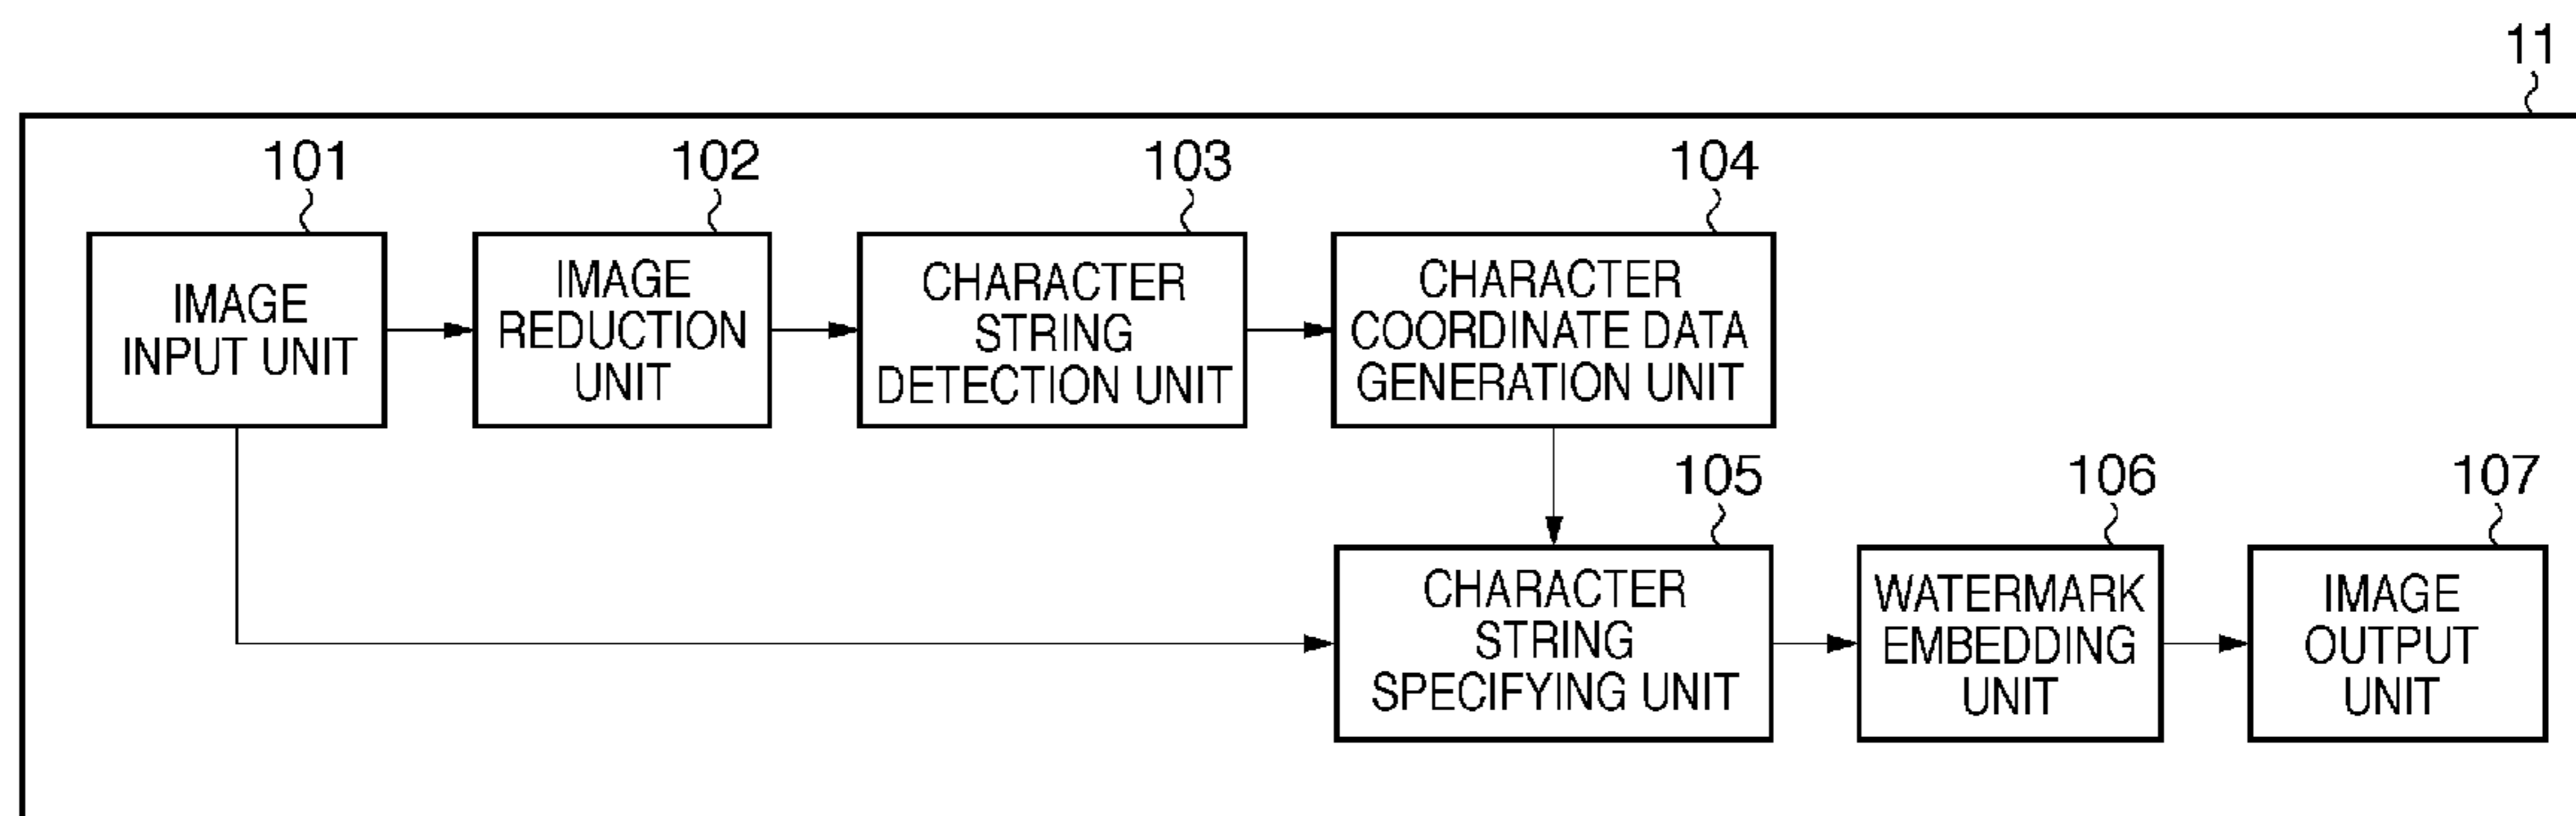 11
101
102
103
104
IMAGE
INPUT UNIT
IMAGE
REDUCTION
UNIT
CHARACTER
STRING
DETECTION UNIT
CHARACTER
COORDINATE DATA
GENERATION UNIT
105
106
107
CHARACTER
STRING
SPECIFYING UNIT
WATERMARK
EMBEDDING
UNIT
IMAGE
OUTPUT
UNIT